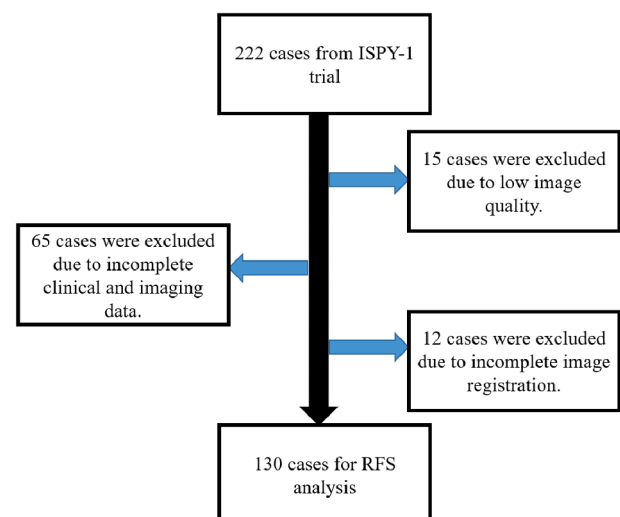 222 cases from ISPY-1
trial
15 cases were excluded
due to low image
quality.
65 cases were excluded
due to incomplete
clinical and imaging
data.
12 cases were excluded
due to incomplete image
registration.
130 cases for RFS
analysis